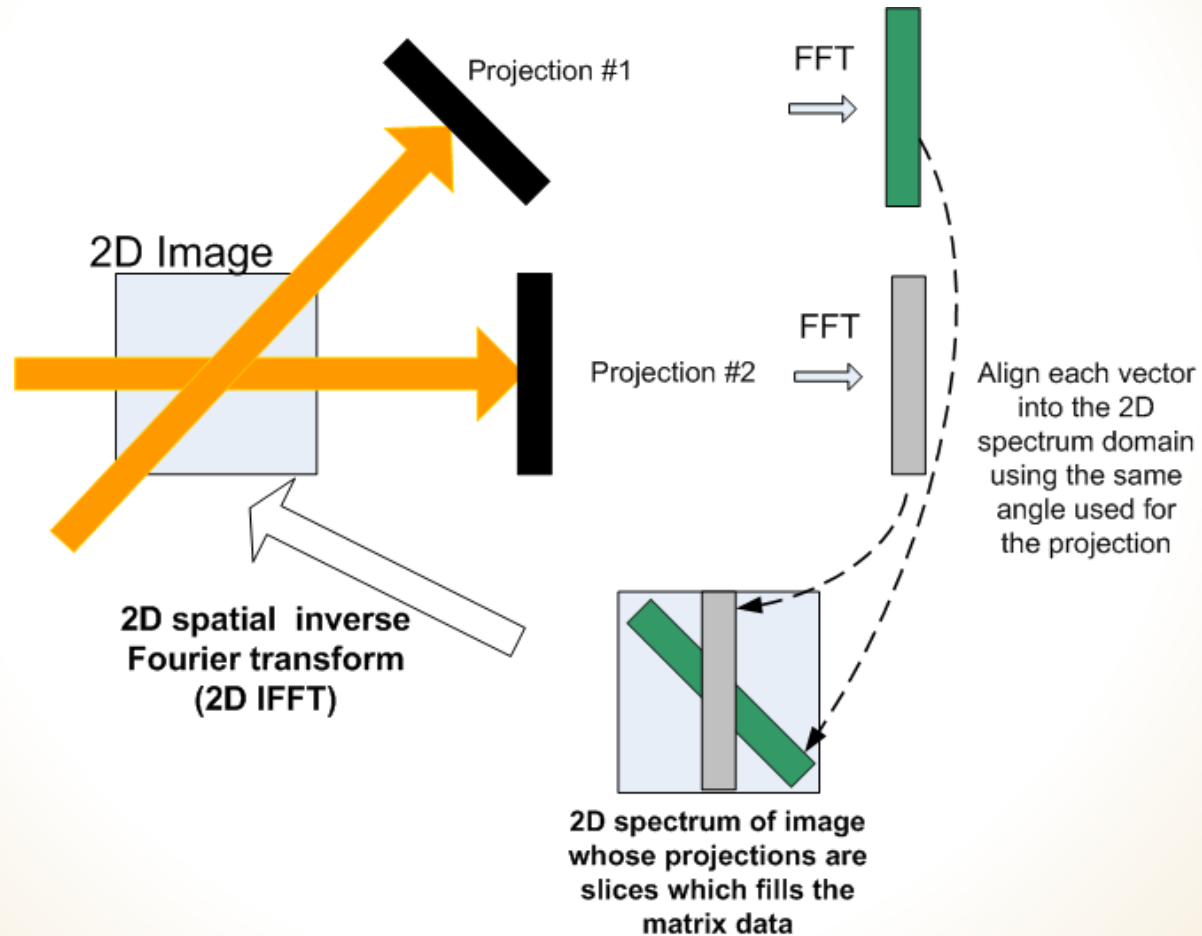 Projection #1
FFT
2D Image
FFT
Projection #2
Align each vector
into the 2D
spectrum domain
using the same
angle used for
the projection
2D spatial inverse
Fourier transform
(2D IFFT)
2D spectrum of image
whose projections are
slices which fills the
matrix data